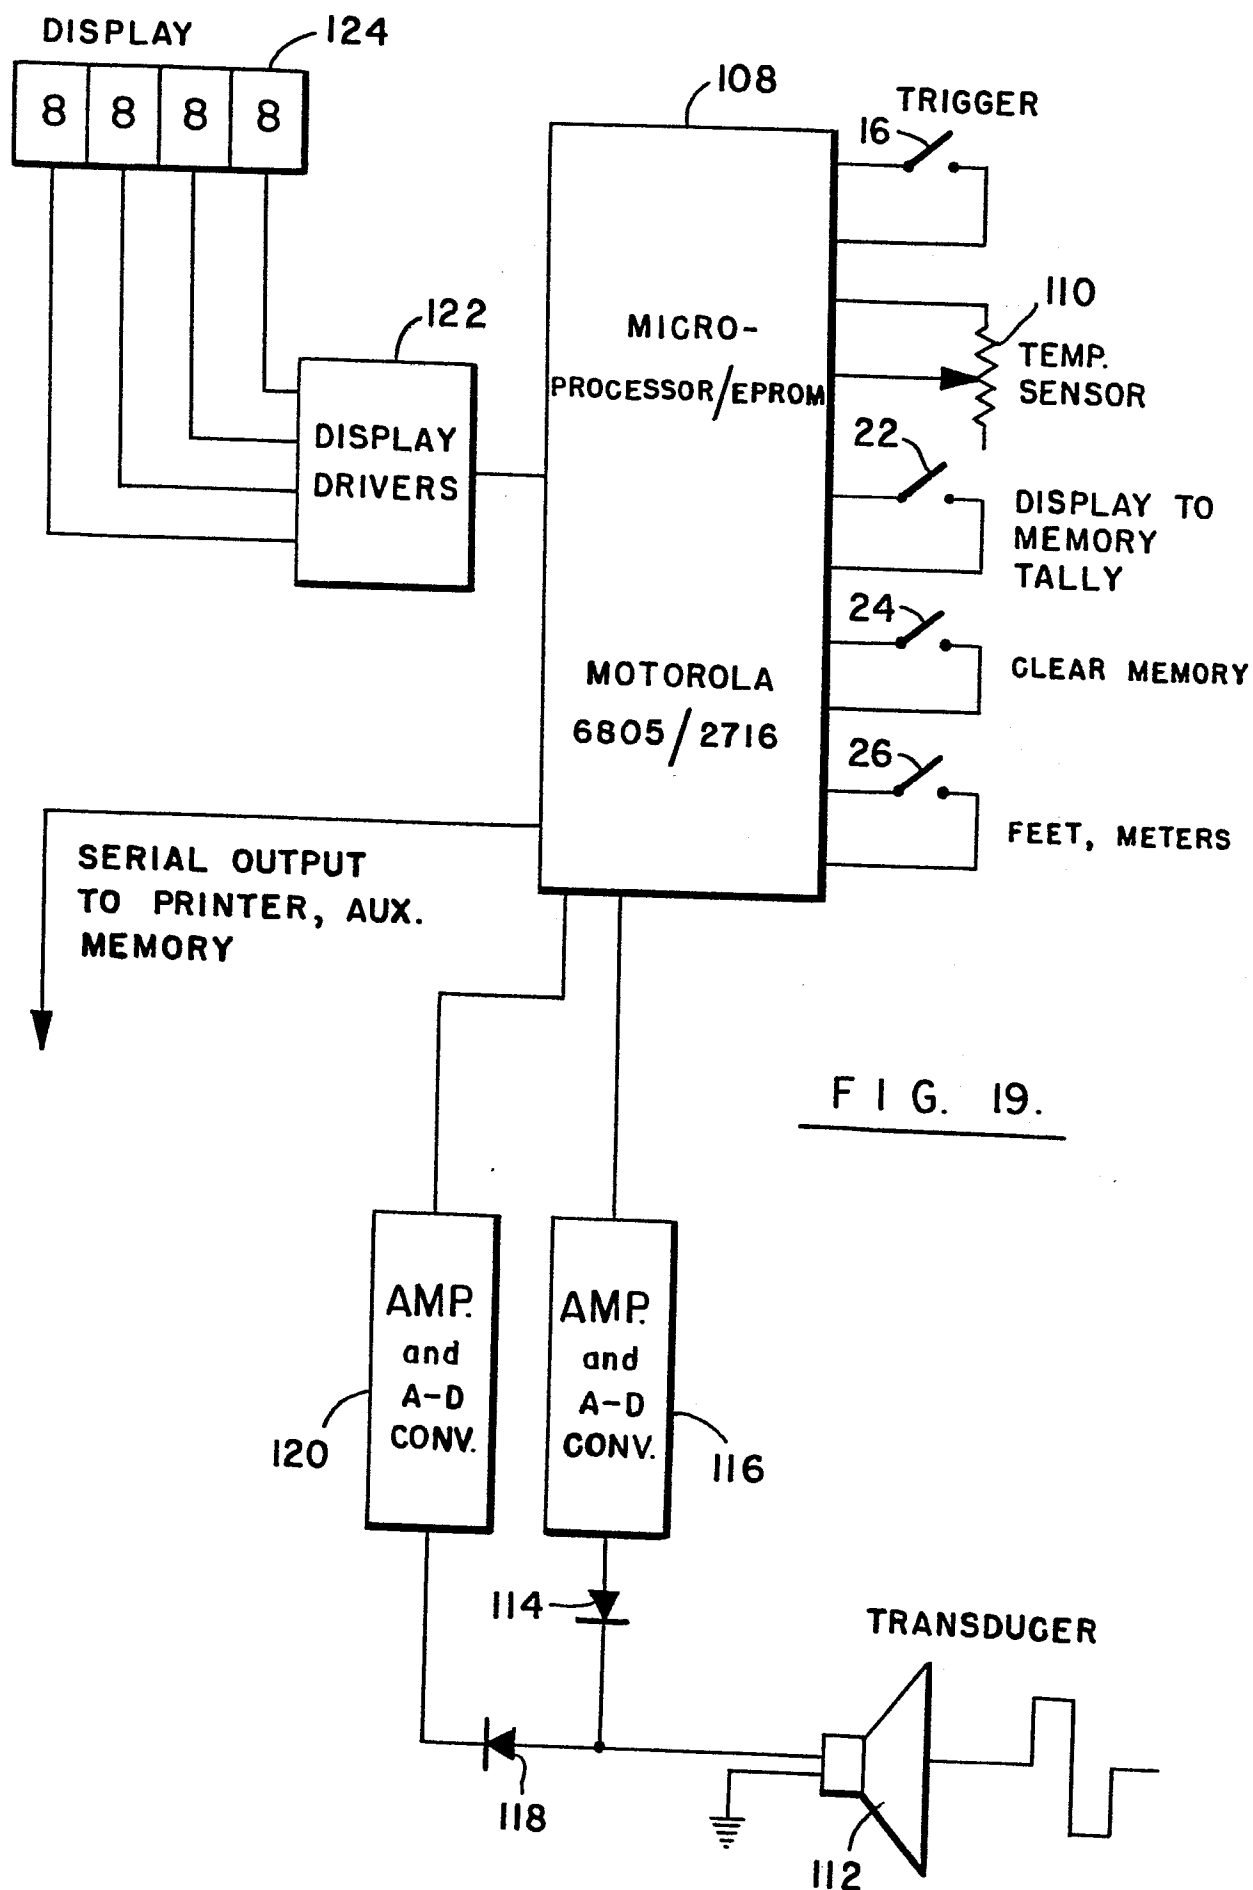 DISPLAY
124
8 8 8 8
108
TRIGGER
16
122
110
MICRO-
PROCESSOR/EPROM
TEMP.
SENSOR
DISPLAY
DRIVERS
22
DISPLAY TO
MEMORY
TALLY
24
CLEAR MEMORY
MOTOROLA
6805/2716
26
FEET, METERS
SERIAL OUTPUT
TO PRINTER, AUX.
MEMORY
FIG. 19.
AMP.
and
A-D
CONV.
120
AMP.
and
A-D
CONV.
116
114
TRANSDUCER
118
112